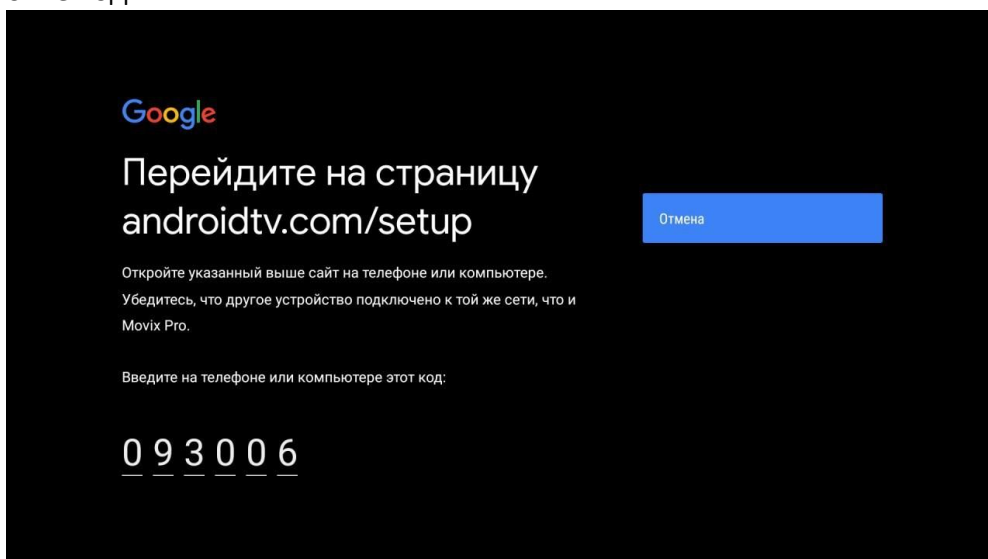 Google
Перейдите на страницу
androidtv.com/setup
Отмена
Откройте указанный выше сайт на телефоне или компьютере.
Убедитесь, что другое устройство подключено к той же сети, что и
Movix Pro.
Введите на телефоне или компьютере этот код:
093006